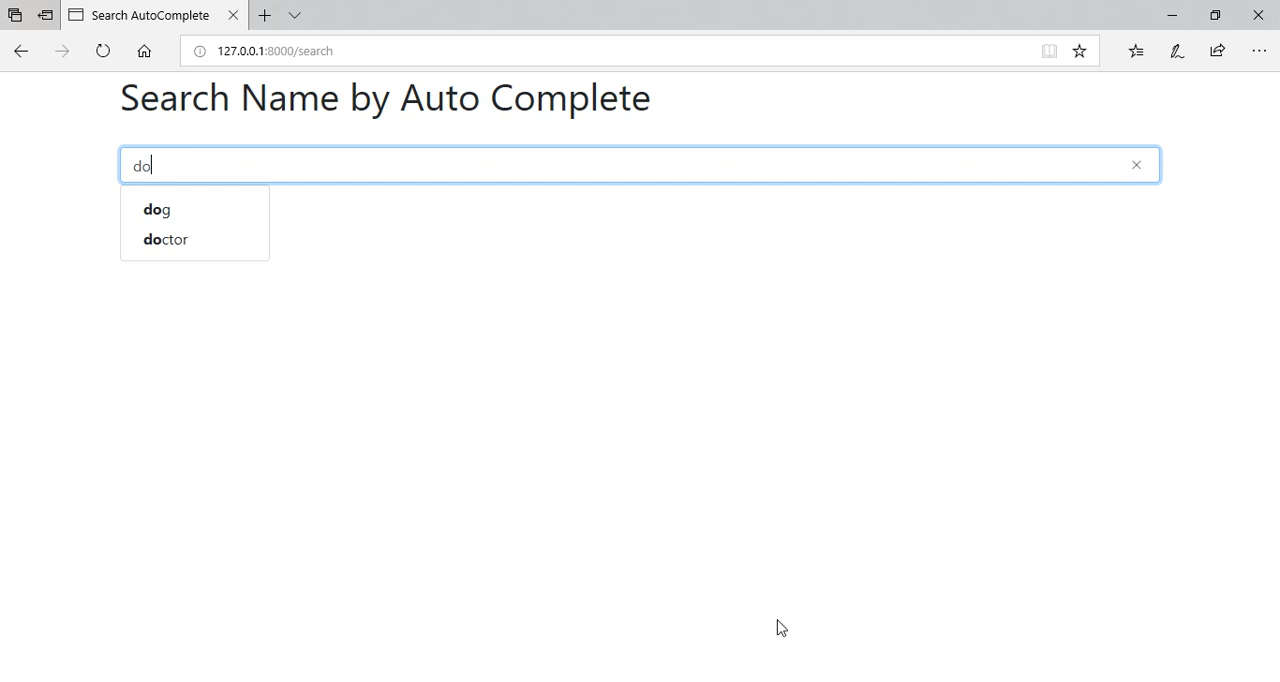 Search AutoComplete
127.0.0.1:8000/search
Search Name by Auto Complete
do
dog
doctor